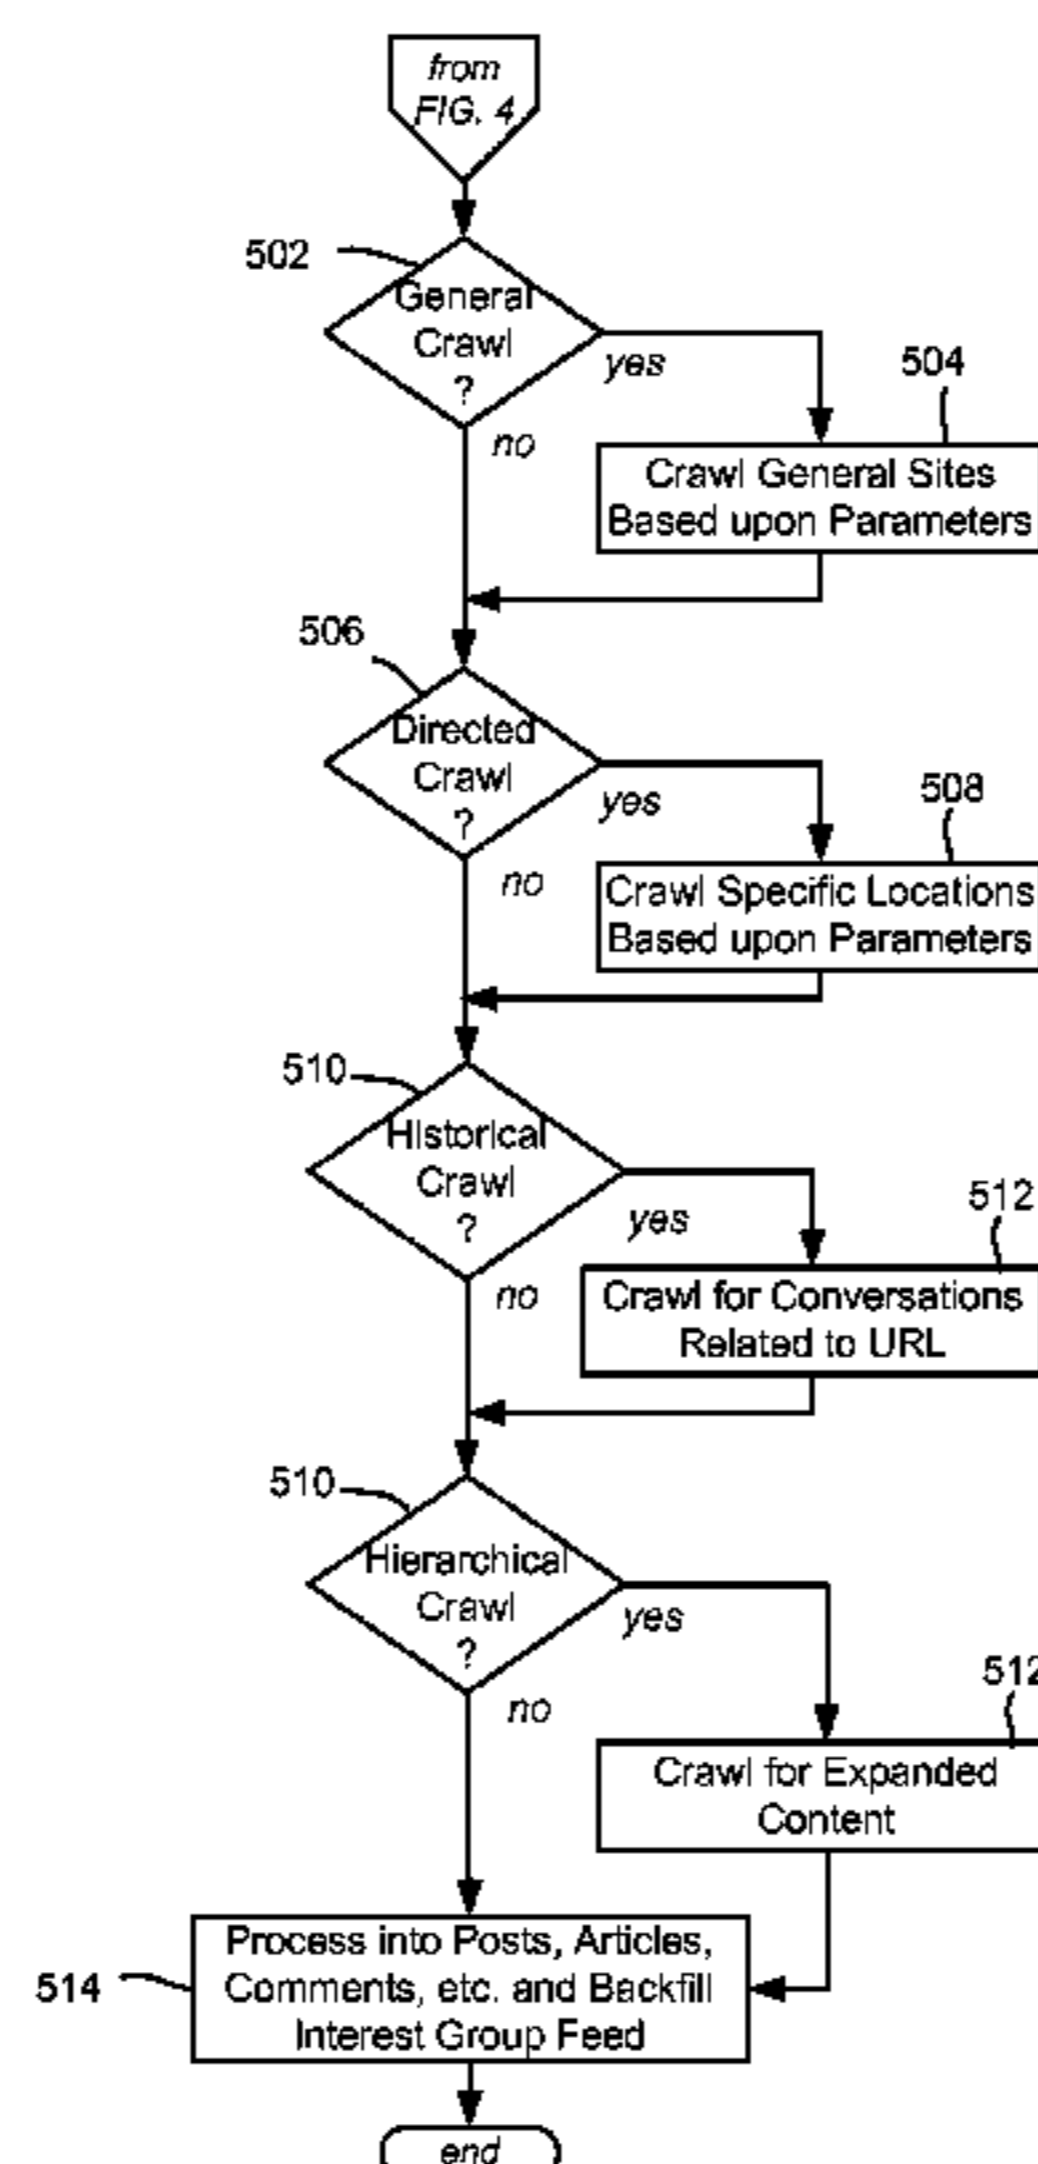 from
FIG. 4
502
General
Crawl
?
yes
504
no
Crawl General Sites
Based upon Parameters
506
Directed
Crawl
?
yes
508
no
Crawl Specific Locations
Based upon Parameters
510
Historical
Crawl
?
yes
512
no
Crawl for Conversations
Related to URL
510
Hierarchical
Crawl
?
yes
512
no
Crawl for Expanded
Content
Process into Posts, Articles,
Comments, etc. and Backfill
Interest Group Feed
514
end